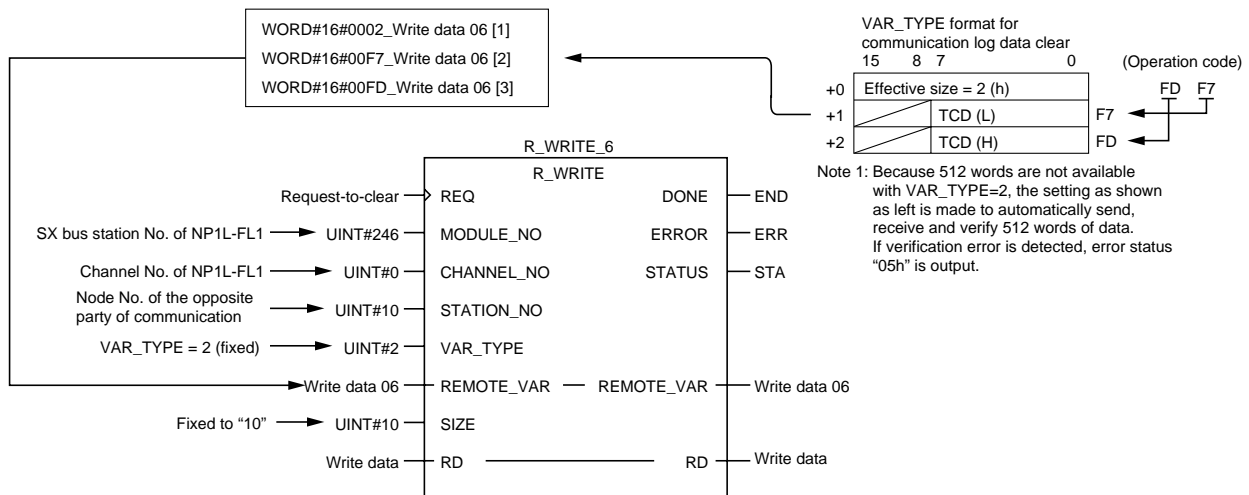 WORD#16#0002_Write data 06 [1]
WORD#16#00F7_Write data 06 [2]
WORD#16#00FD_Write data 06 [3]
VAR_TYPE format for
communication log data clear
15 8 7 0
(Operation code)
FD F7
+0 Effective size = 2 (h)
+1 TCD (L) F7
+2 TCD (H) FD
Note 1: Because 512 words are not available
with VAR_TYPE=2, the setting as shown
as left is made to automatically send,
receive and verify 512 words of data.
If verification error is detected, error status
“05h” is output.
R_WRITE_6
R_WRITE
Request-to-clear REQ DONE END
SX bus station No. of NP1L-FL1 UINT#246 MODULE_NO ERROR ERR
Channel No. of NP1L-FL1 UINT#0 CHANNEL_NO STATUS STA
Node No. of the opposite
party of communication UINT#10 STATION_NO
VAR_TYPE = 2 (fixed) UINT#2 VAR_TYPE
Write data 06 REMOTE_VAR REMOTE_VAR Write data 06
Fixed to “10” UINT#10 SIZE
Write data RD RD Write data